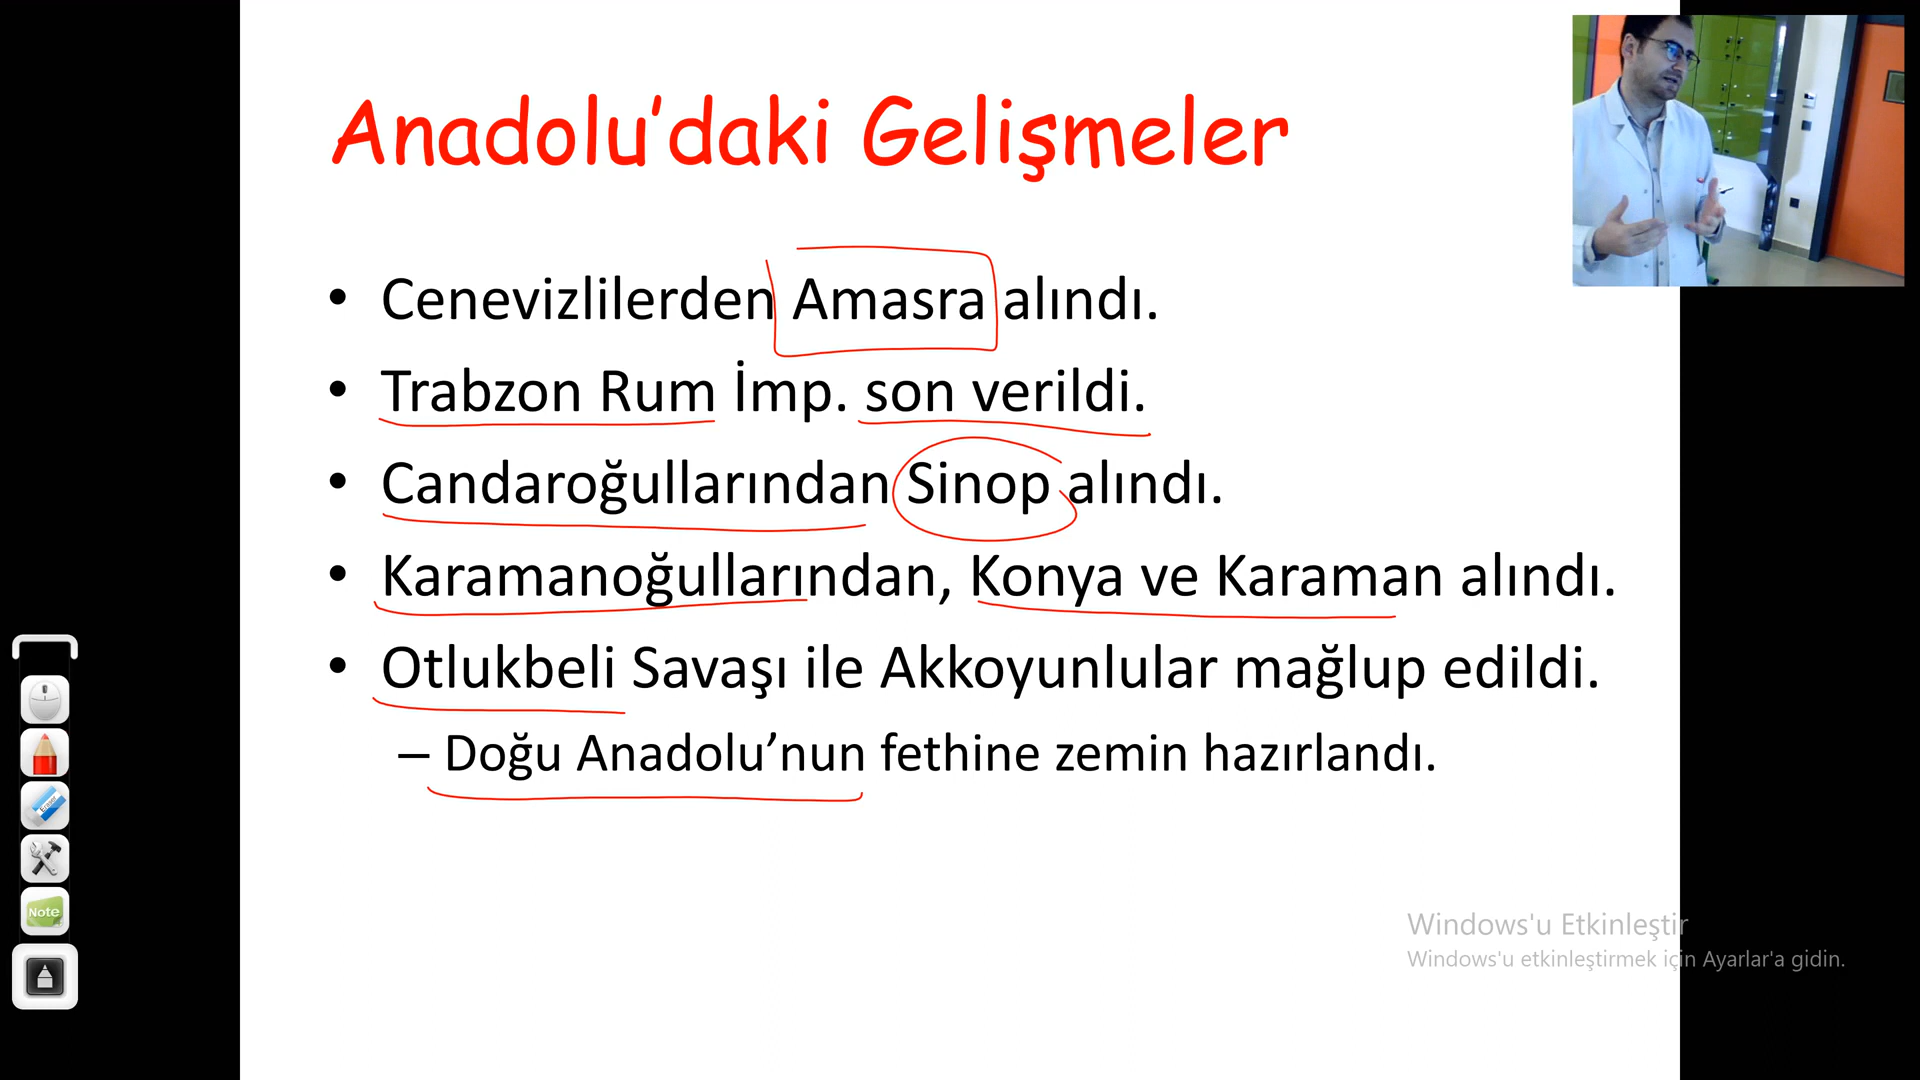 Anadolu’daki Gelişmeler
• Cenevizlilerden Amasra alındı.
• Trabzon Rum İmp. son verildi.
• Candaroğullarından Sinop alındı.
• Karamanoğullarından, Konya ve Karaman alındı.
• Otlukbeli Savaşı ile Akkoyunlular mağlup edildi.
– Doğu Anadolu’nun fethine zemin hazırlandı.
Eraser
Note
Windows'u Etkinleştir
Windows'u etkinleştirmek için Ayarlar'a gidin.